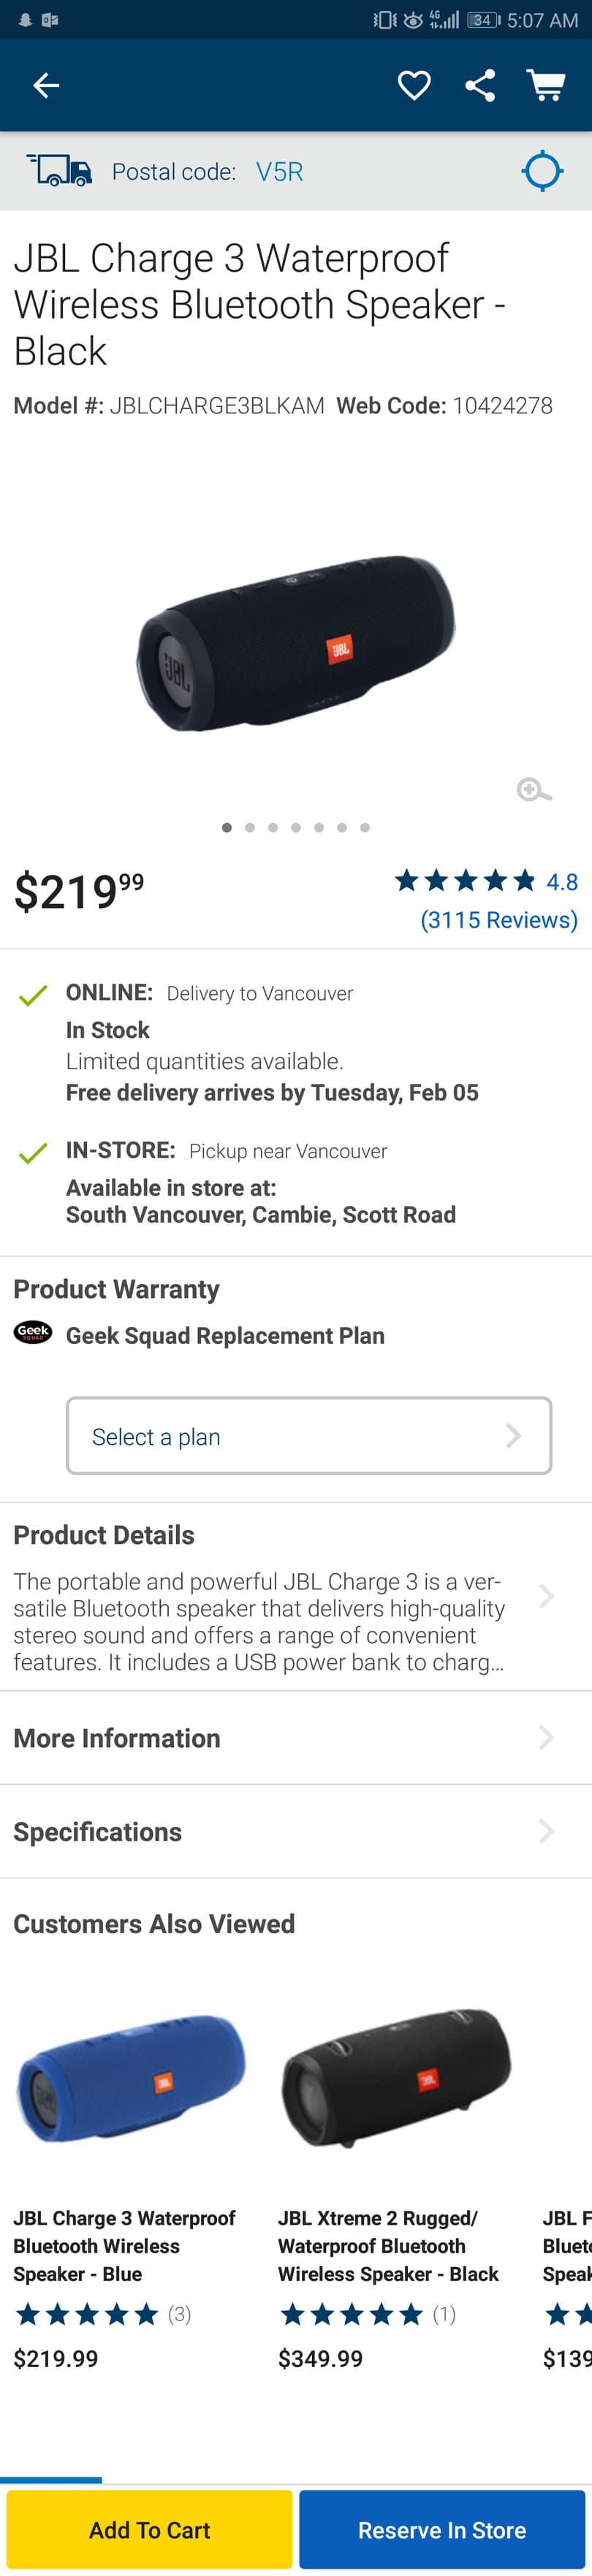 4G
34 5:07 AM
Postal code: V5R
JBL Charge 3 Waterproof
Wireless Bluetooth Speaker -
Black
Model #: JBLCHARGE3BLKAM Web Code: 10424278
JBL
JBL
$21999
4.8
(3115 Reviews)
ONLINE: Delivery to Vancouver
In Stock
Limited quantities available.
Free delivery arrives by Tuesday, Feb 05
IN-STORE: Pickup near Vancouver
Available in store at:
South Vancouver, Cambie, Scott Road
Product Warranty
Geek
SQUAD
Geek Squad Replacement Plan
Select a plan
Product Details
The portable and powerful JBL Charge 3 is a ver-
satile Bluetooth speaker that delivers high-quality
stereo sound and offers a range of convenient
features. It includes a USB power bank to charg...
More Information
Specifications
Customers Also Viewed
JBL
JBL
JBL Charge 3 Waterproof
Bluetooth Wireless
Speaker - Blue
(3)
$219.99
JBL Xtreme 2 Rugged/
Waterproof Bluetooth
Wireless Speaker - Black
(1)
$349.99
JBL F
Bluet
Speak
$139
Add To Cart
Reserve In Store